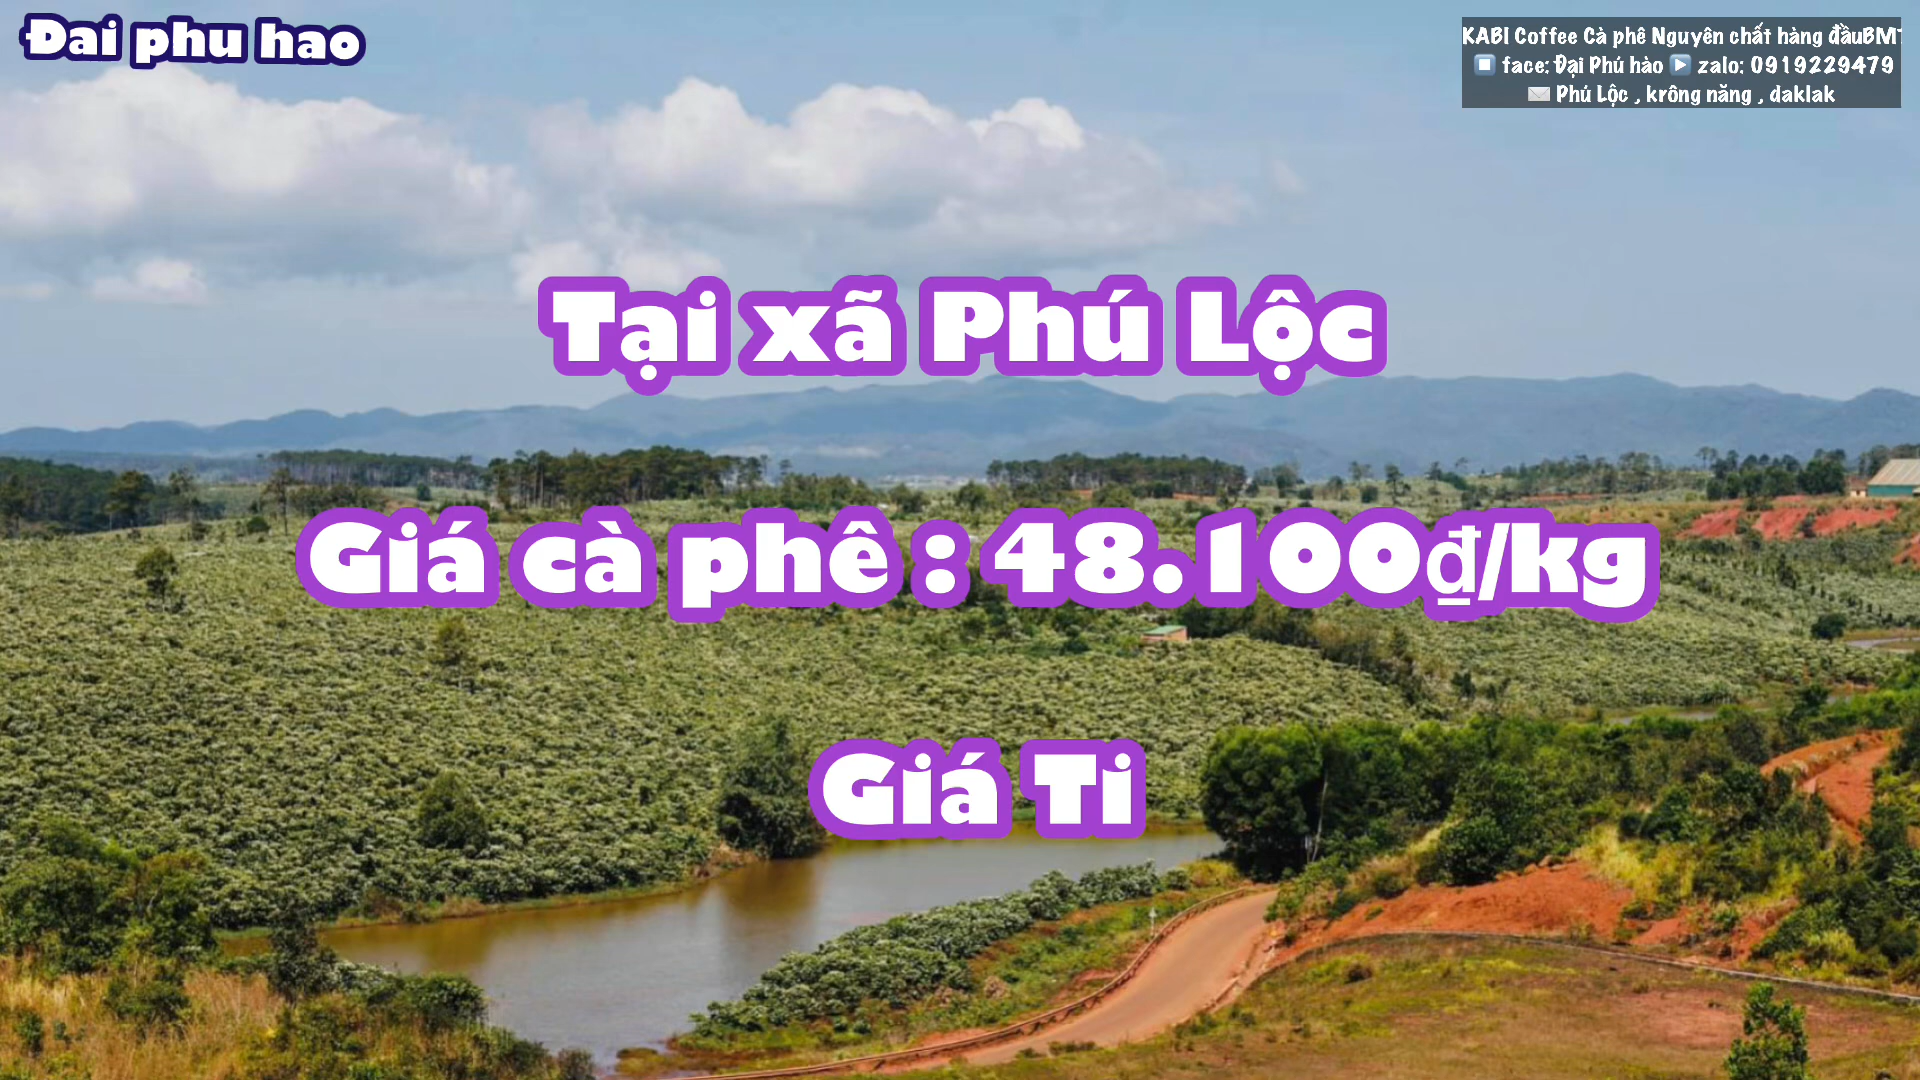 Đai phu hao
KABI Coffee Cà phê Nguyên chất hàng đầuBMT
face: Đại Phú hào zalo: 0919229479
Phú Lộc , krông năng , daklak
Tại xã Phú Lộc
Giá cà phê : 48.100₫/kg
Giá Ti